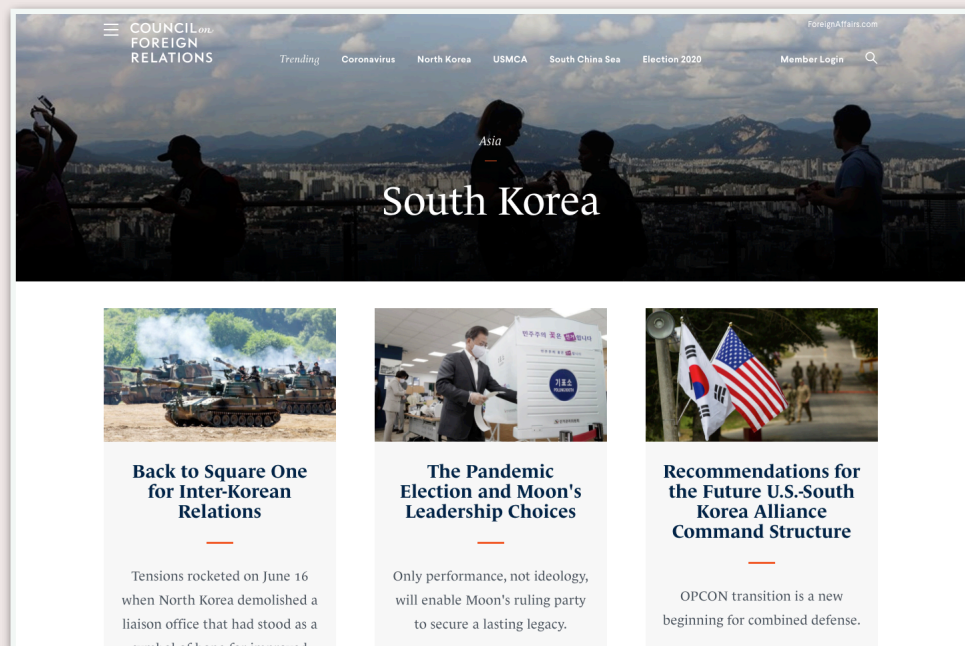 COUNCIL on
FOREIGN
RELATIONS
ForeignAffairs.com
Trending Coronavirus North Korea USMCA South China Sea Election 2020 Member Login
Asia
South Korea
기표소
Back to Square One
for Inter-Korean
Relations
Tensions rocketed on June 16
when North Korea demolished a
liaison office that had stood as a
The Pandemic
Election and Moon's
Leadership Choices
Only performance, not ideology,
will enable Moon's ruling party
to secure a lasting legacy.
Recommendations for
the Future U.S.-South
Korea Alliance
Command Structure
OPCON transition is a new
beginning for combined defense.